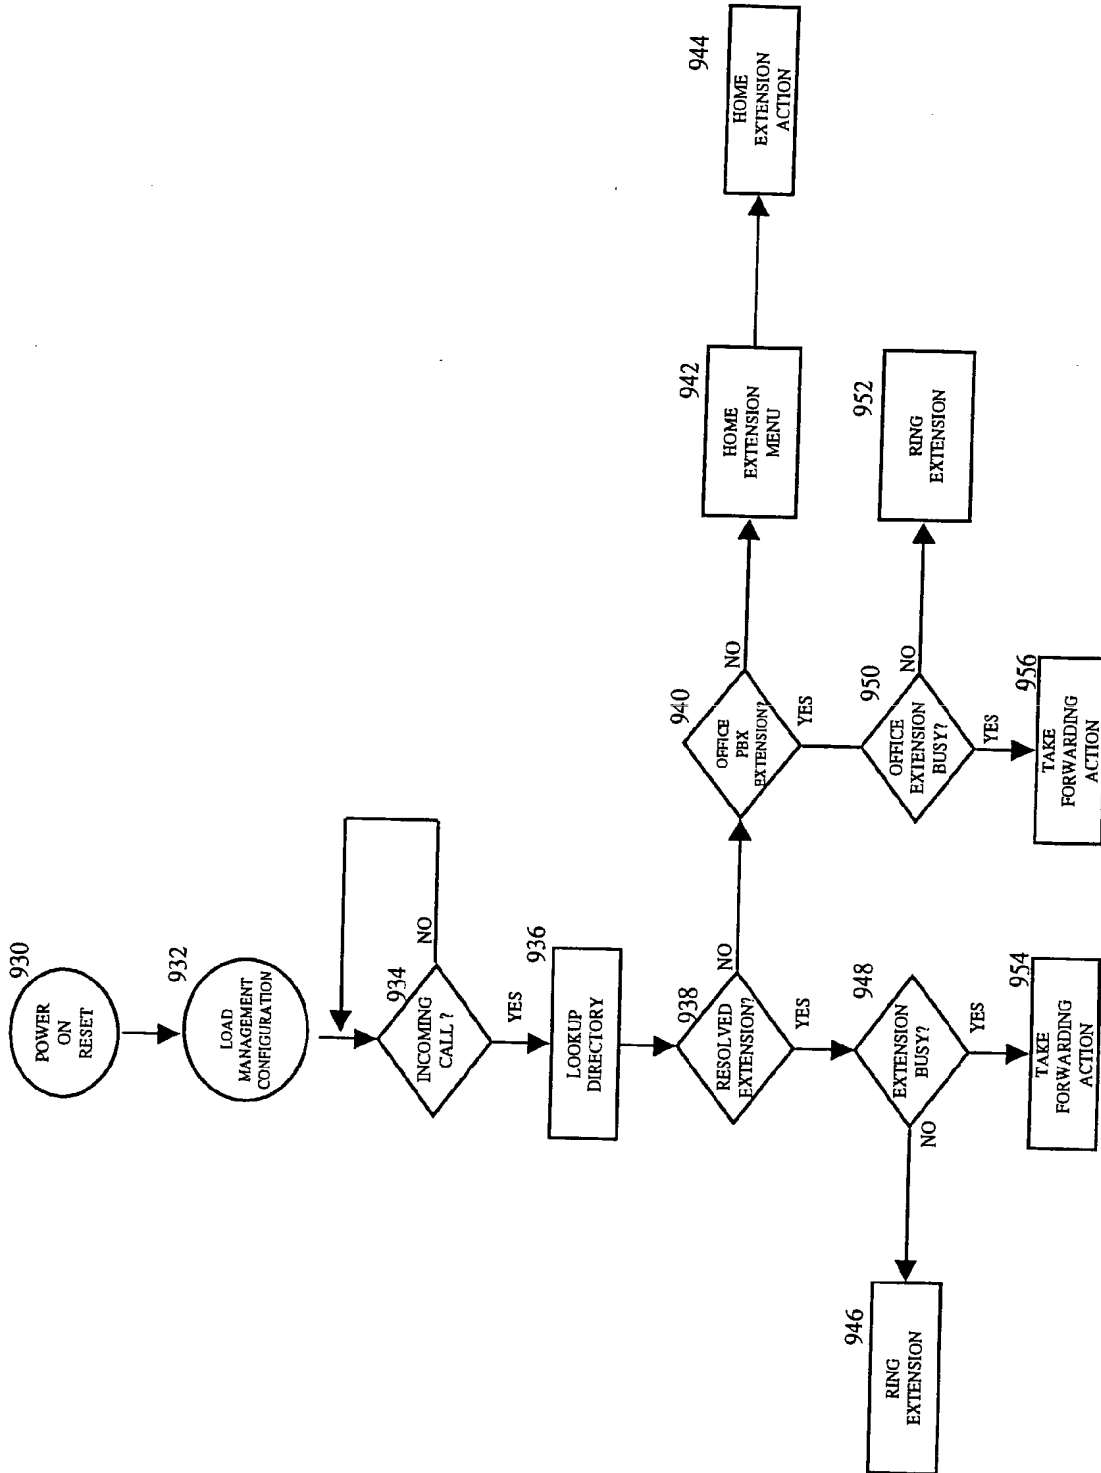 930
POWER
ON
RESET
932
LOAD
MANAGEMENT
CONFIGURATION
934
INCOMING
CALL ?
NO
YES
936
LOOKUP
DIRECTORY
938
RESOLVED
EXTENSION?
NO
YES
940
OFFICE
PBX
EXTENSION?
NO
YES
942
HOME
EXTENSION
MENU
944
HOME
EXTENSION
ACTION
946
RING
EXTENSION
948
EXTENSION
BUSY?
NO
YES
950
OFFICE
EXTENSION
BUSY?
NO
YES
952
RING
EXTENSION
954
TAKE
FORWARDING
ACTION
956
TAKE
FORWARDING
ACTION